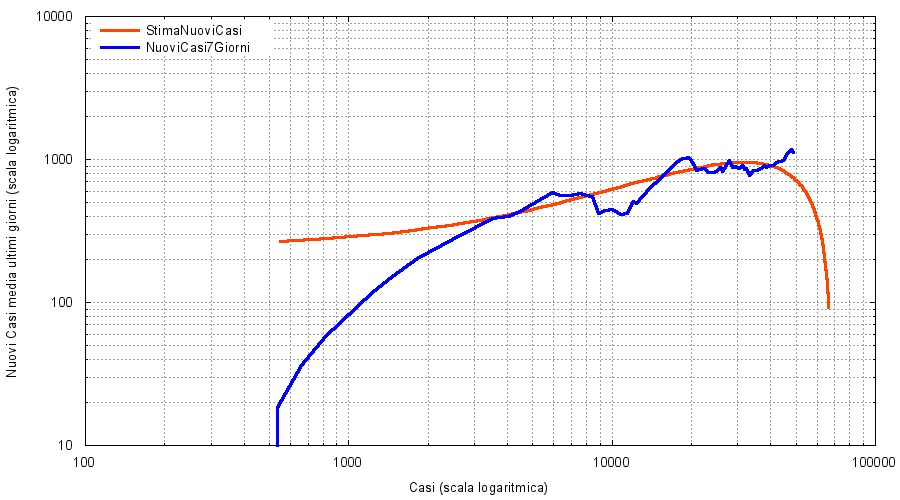 10000
StimaNuoviCasi
NuoviCasi7Giorni
1000
100
10
Nuovi Casi media ultimi giorni (scala logaritmica)
100
1000
10000
100000
Casi (scala logaritmica)